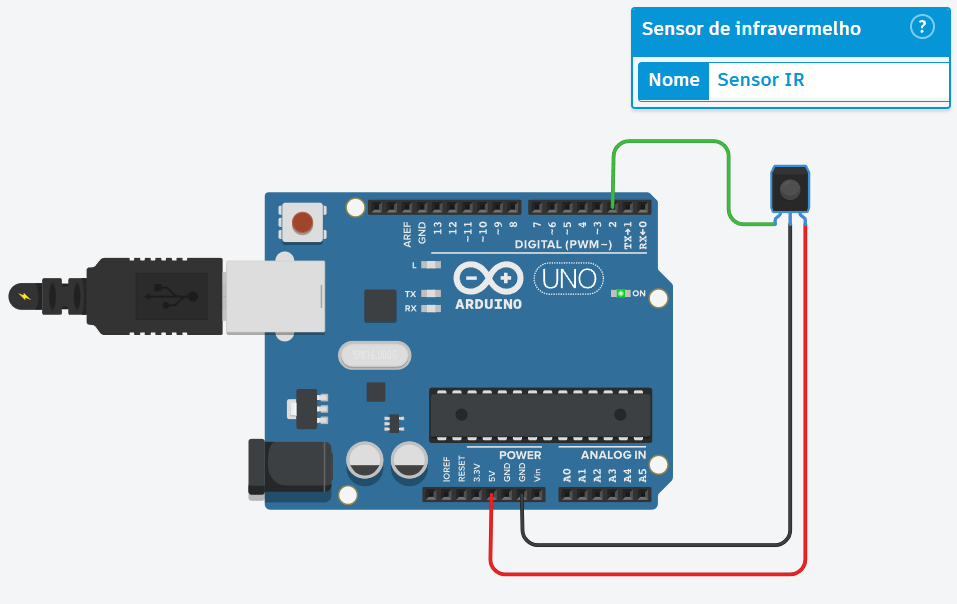 Sensor de infravermelho
?
Nome
Sensor IR
AREF
GND
13
12
~11
~10
~9
8
7
~6
~5
4
~3
2
TX→1
RX←0
DIGITAL (PWM~)
L
TX
RX
UNO
ARDUINO
ON
POWER
ANALOG IN
IOREF
RESET
3.3V
5V
GND
GND
Vin
A0
A1
A2
A3
A4
A5